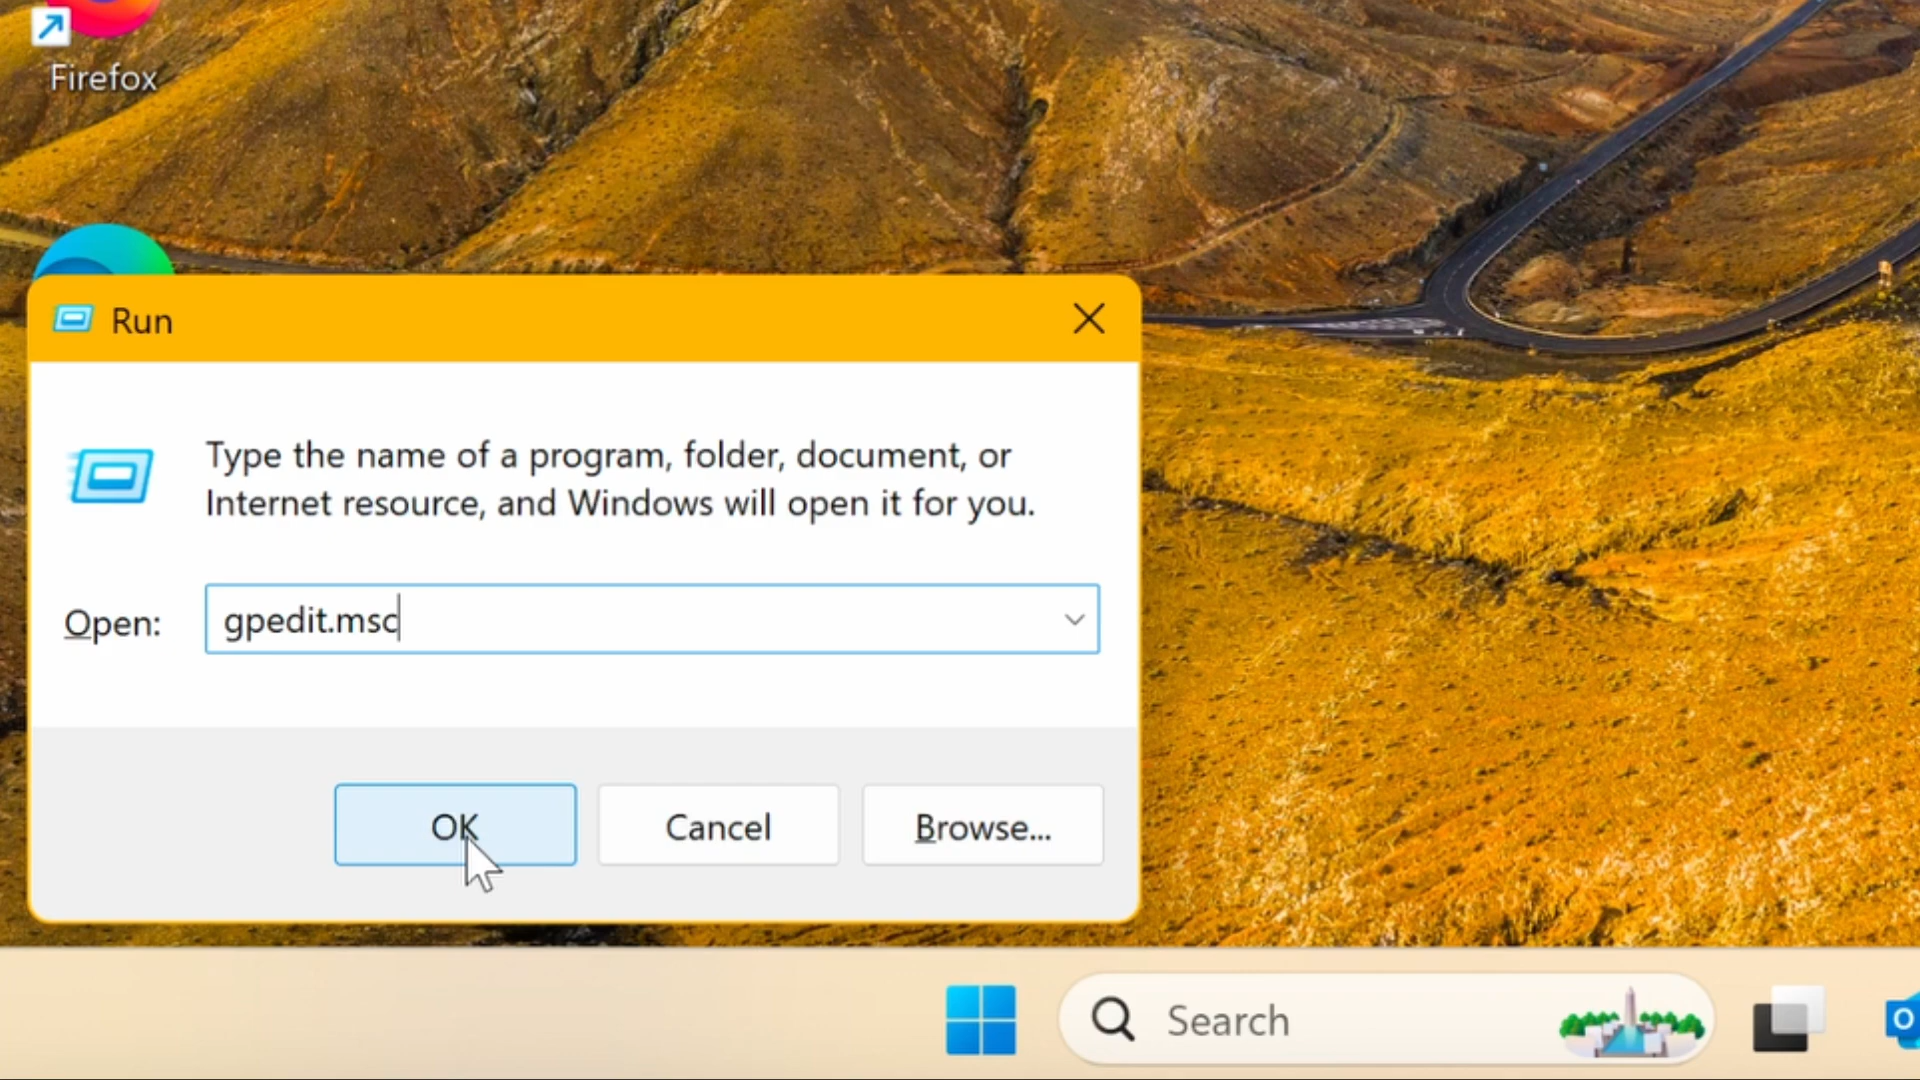 Firefox
Run
Type the name of a program, folder, document, or
Internet resource, and Windows will open it for you.
Open:
gpedit.msc
OK
Cancel
Browse...
Search
O